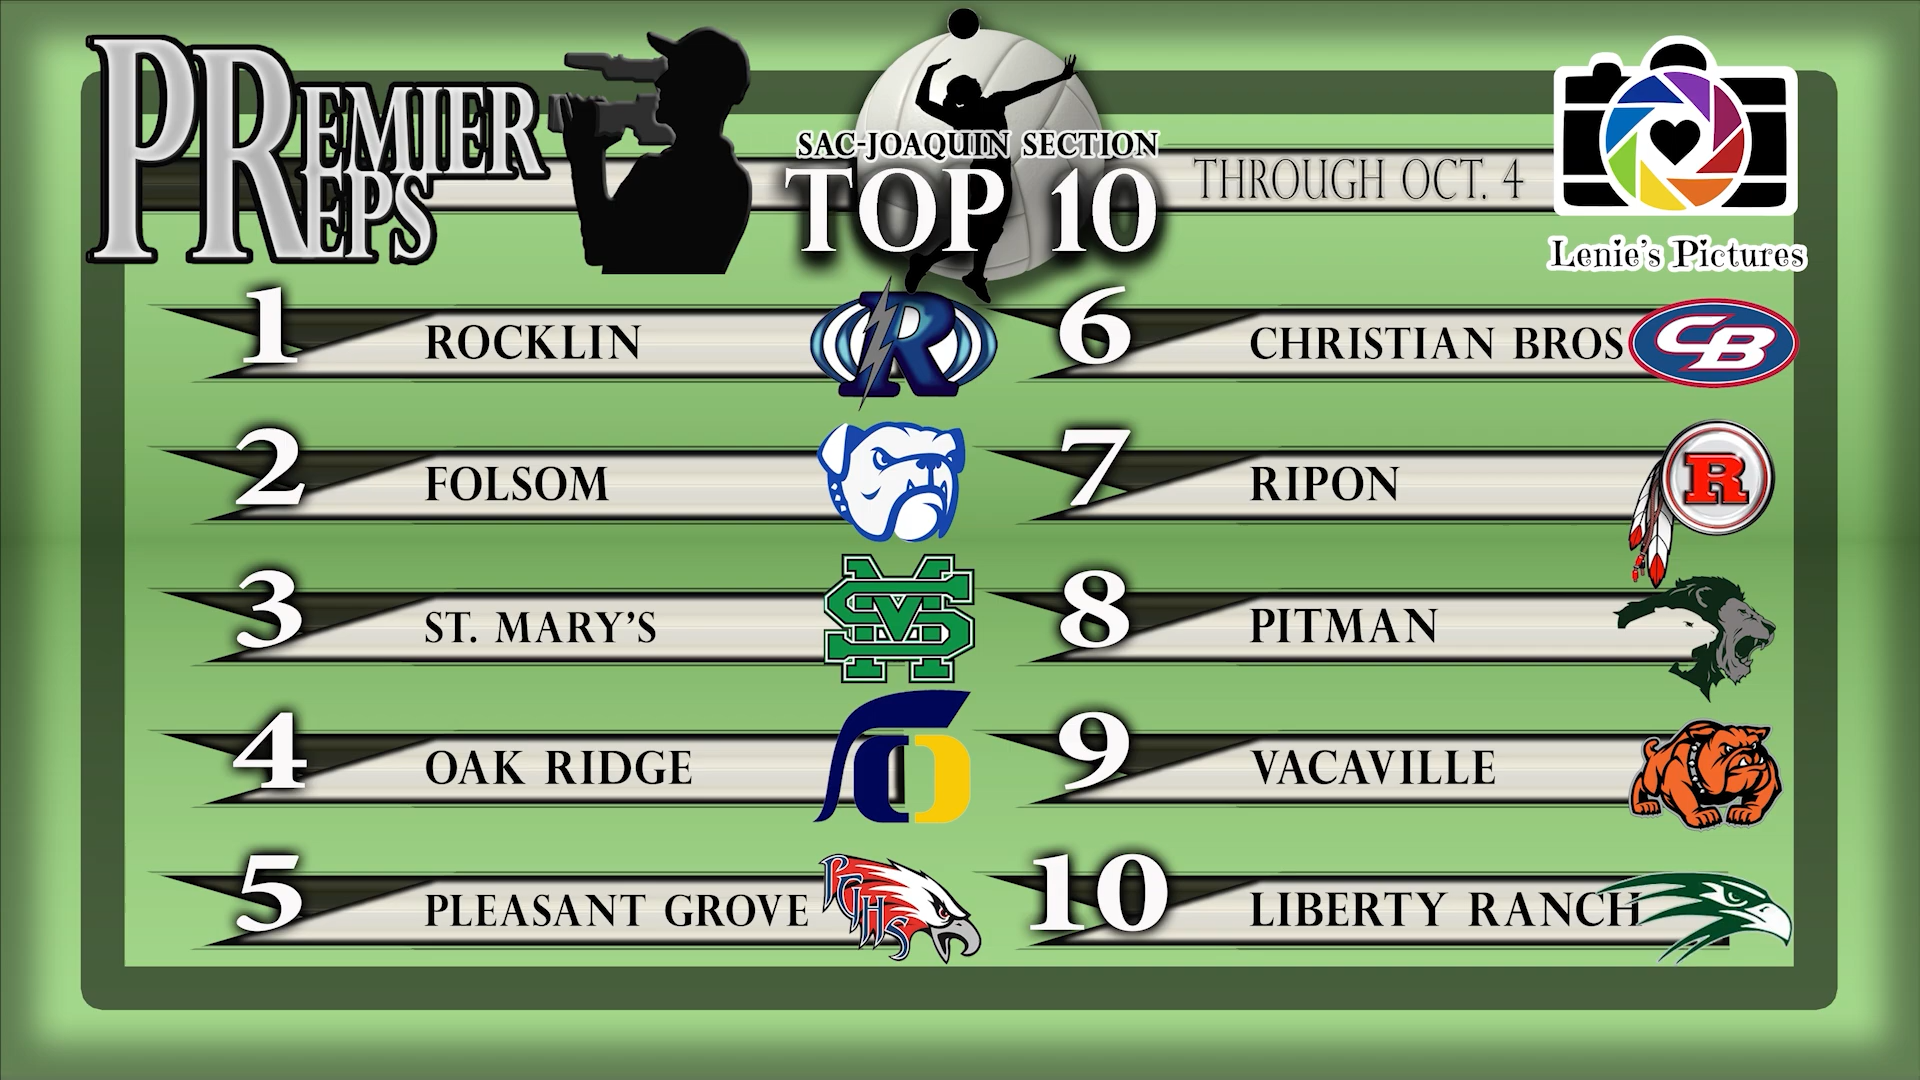 PREMIER
PREPS
SAC-JOAQUIN SECTION
TOP 10
THROUGH OCT. 4
Lenie's Pictures
1 ROCKLIN R
2 FOLSOM
3 ST. MARY'S SM
4 OAK RIDGE O
5 PLEASANT GROVE PGHS
6 CHRISTIAN BROS CB
7 RIPON R
8 PITMAN
9 VACAVILLE
10 LIBERTY RANCH